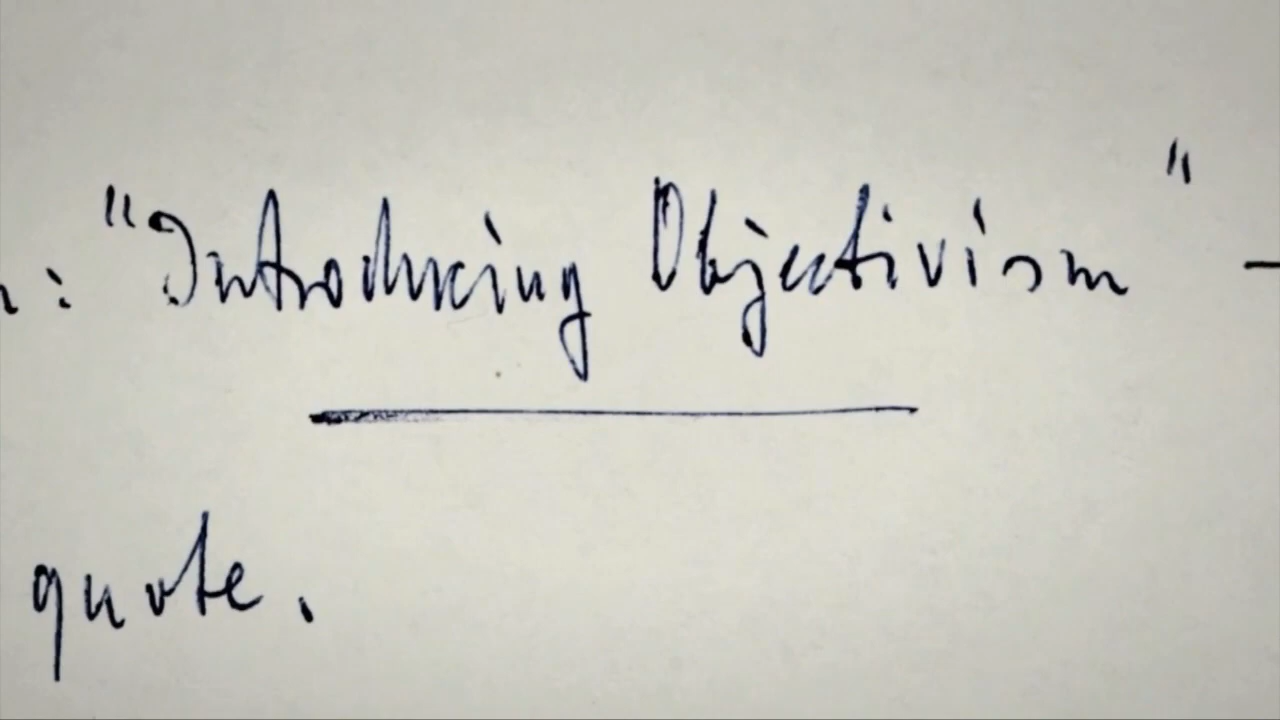 : "Introducing Objectivism" —
quote.